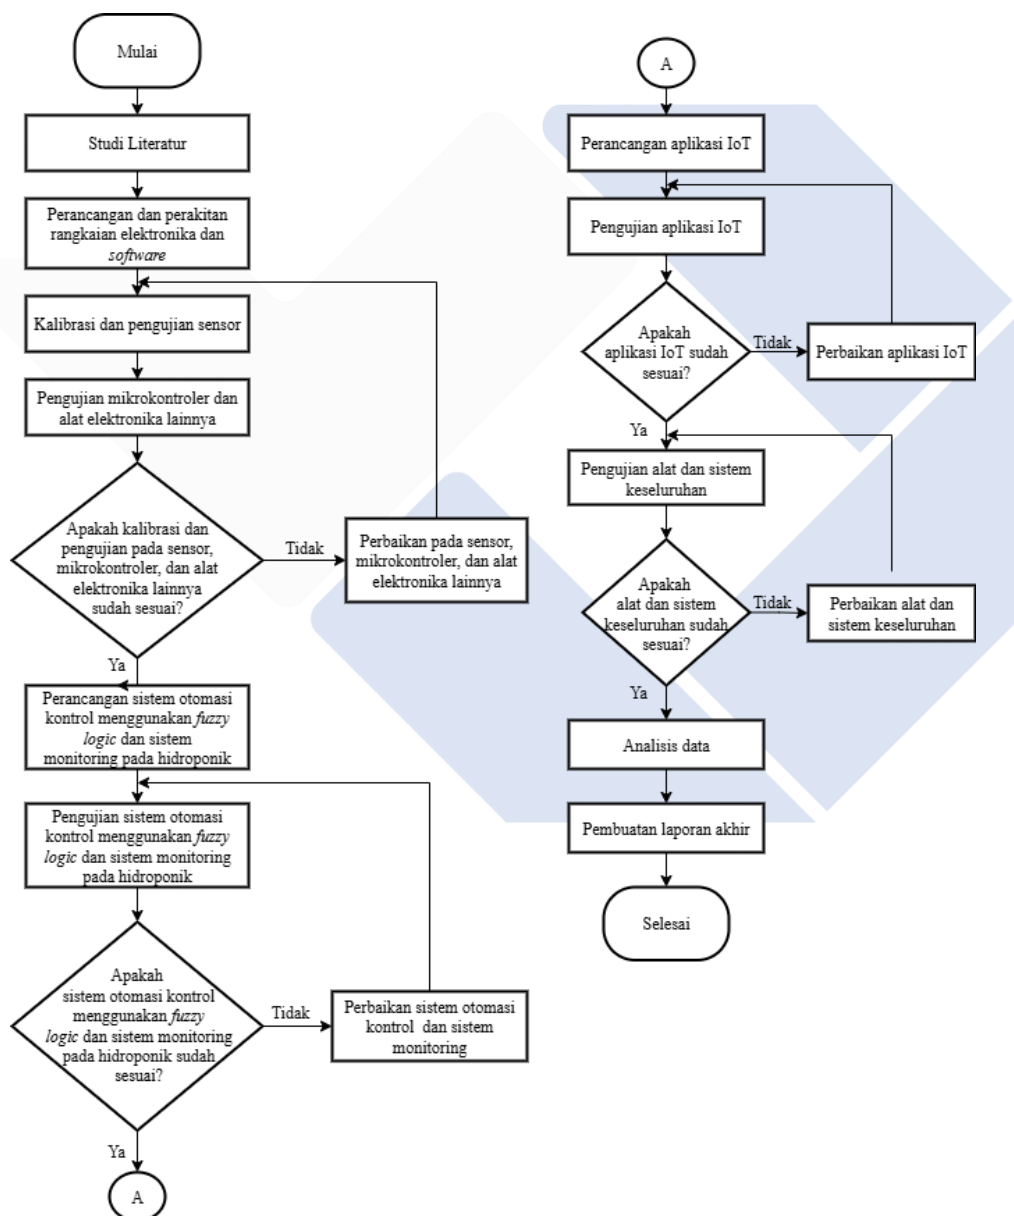 Mulai
Studi Literatur
Perancangan dan perakitan
rangkaian elektronika dan
software
Kalibrasi dan pengujian sensor
Pengujian mikrokontroler dan
alat elektronika lainnya
Apakah kalibrasi dan
pengujian pada sensor,
mikrokontroler, dan alat
elektronika lainnya
sudah sesuai?
Tidak
Perbaikan pada sensor,
mikrokontroler, dan alat
elektronika lainnya
Ya
Perancangan sistem otomasi
kontrol menggunakan fuzzy
logic dan sistem
monitoring pada hidroponik
Pengujian sistem otomasi
kontrol menggunakan fuzzy
logic dan sistem monitoring
pada hidroponik
Apakah
sistem otomasi kontrol
menggunakan fuzzy
logic dan sistem monitoring
pada hidroponik sudah
sesuai?
Tidak
Perbaikan sistem otomasi
kontrol dan sistem
monitoring
Ya
A
A
Perancangan aplikasi IoT
Pengujian aplikasi IoT
Apakah
aplikasi IoT sudah
sesuai?
Tidak
Perbaikan aplikasi IoT
Ya
Pengujian alat dan sistem
keseluruhan
Apakah
alat dan sistem
keseluruhan sudah
sesuai?
Tidak
Perbaikan alat dan
sistem keseluruhan
Ya
Analisis data
Pembuatan laporan akhir
Selesai